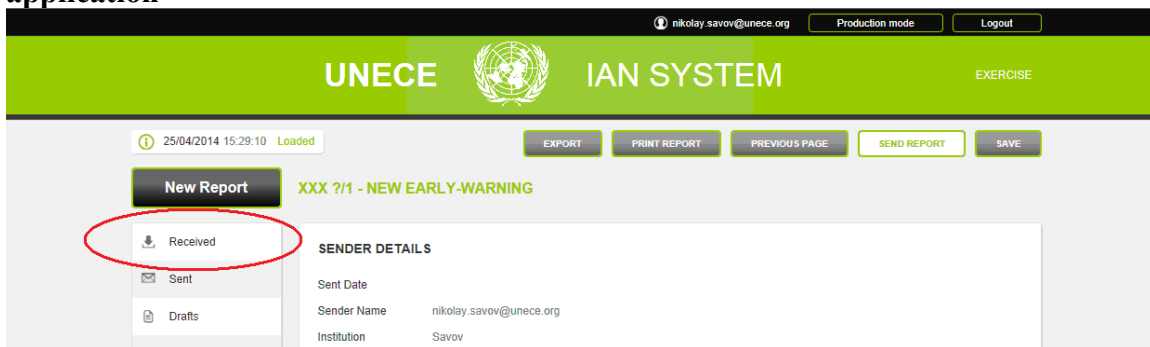 application
nikolay.savov@unece.org Production mode Logout
UNECE IAN SYSTEM EXERCISE
25/04/2014 15:29:10 Loaded EXPORT PRINT REPORT PREVIOUS PAGE SEND REPORT SAVE
New Report XXX ?/1 - NEW EARLY-WARNING
Received
SENDER DETAILS
Sent
Sent Date
Sender Name nikolay.savov@unece.org
Drafts
Institution Savov